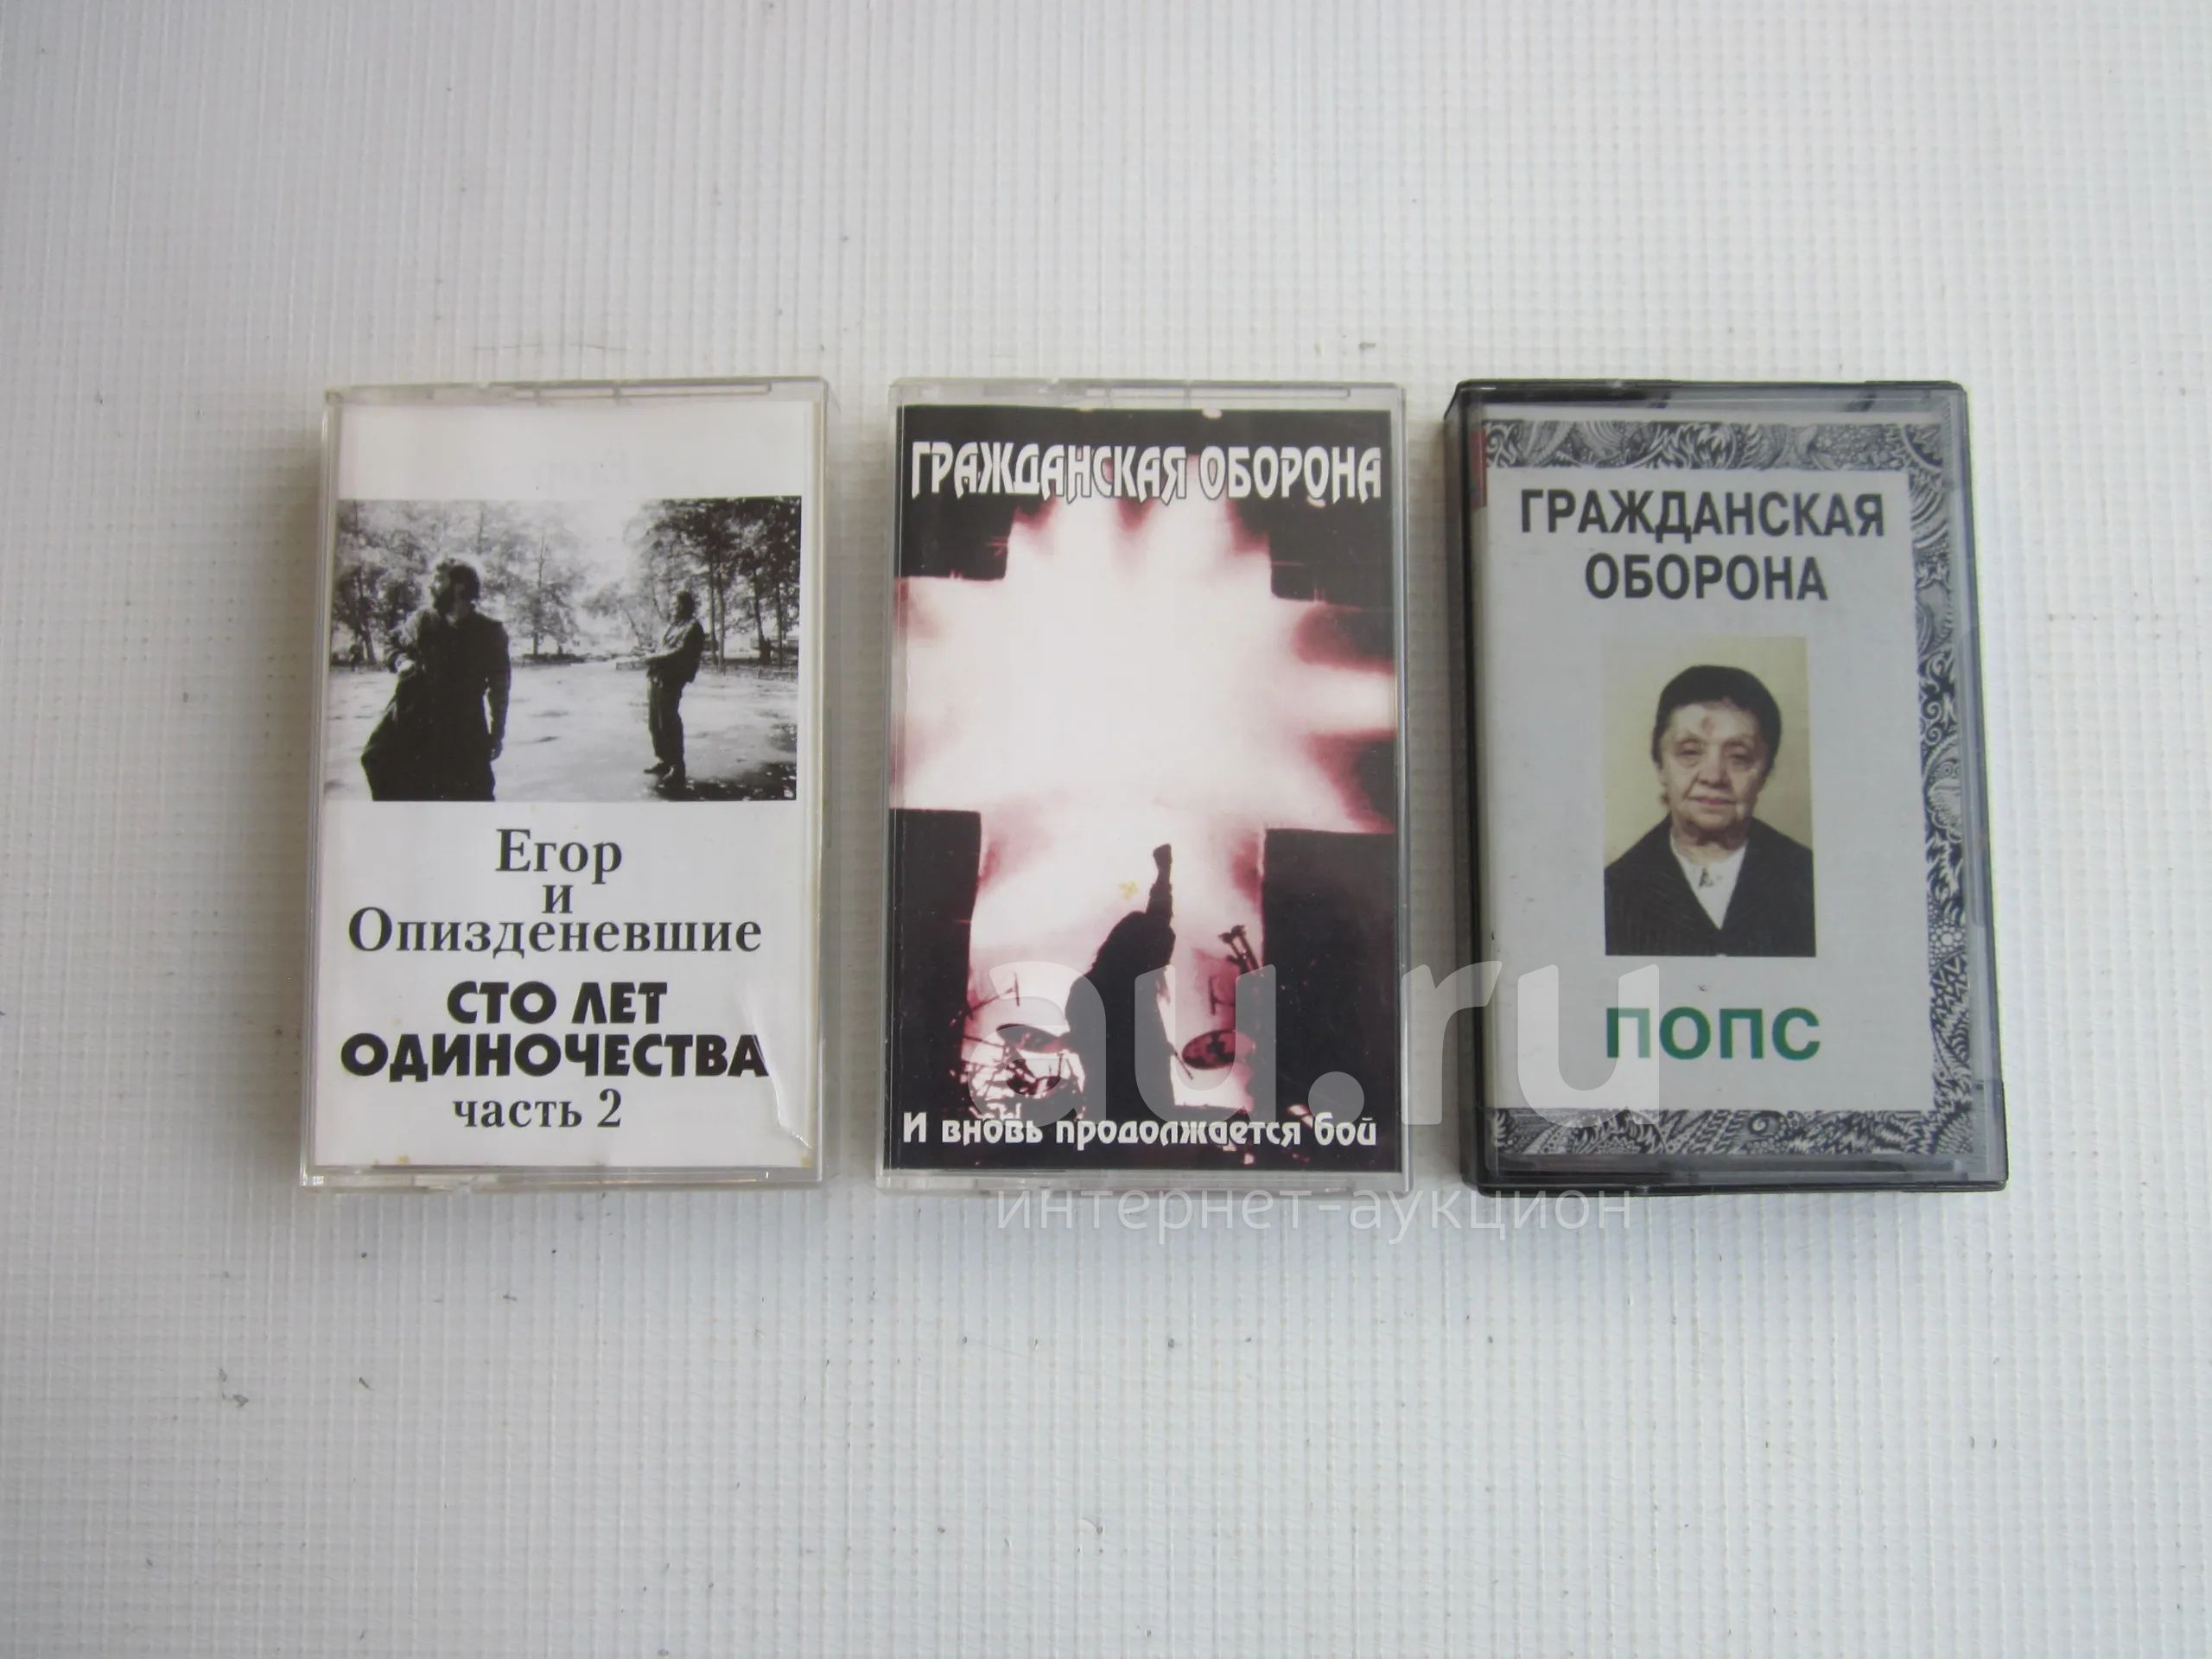 Егор
и
Опизденевшие
СТО ЛЕТ
ОДИНОЧЕСТВА
часть 2
ГРАЖДАНСКАЯ ОБОРОНА
И вновь продолжается бой
ГРАЖДАНСКАЯ
ОБОРОНА
ПОПС
au.ru
интернет-аукцион